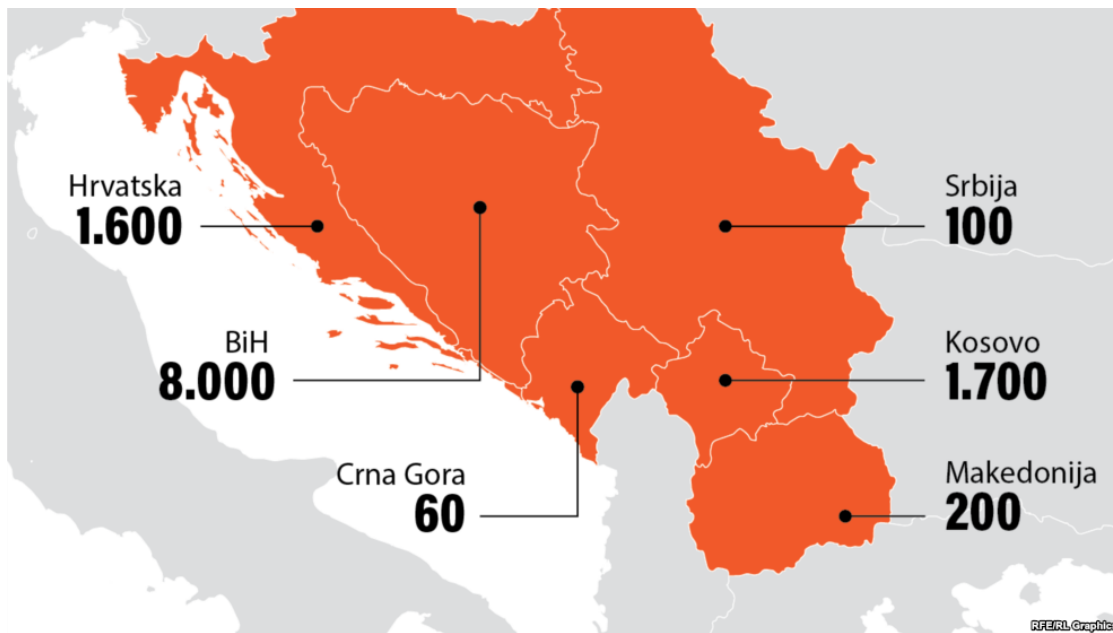 Hrvatska
1.600
BiH
8.000
Crna Gora
60
Srbija
100
Kosovo
1.700
Makedonija
200
RFE/RL Graphic